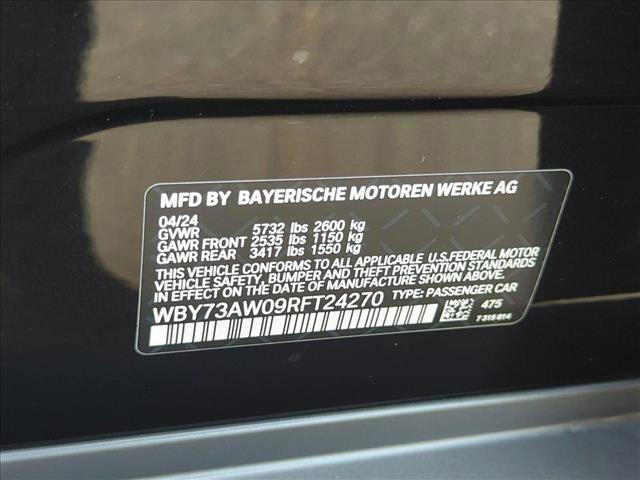 MFD BY BAYERISCHE MOTOREN WERKE AG
04/24
GVWR 5732 lbs 2600 kg
GAWR FRONT 2535 lbs 1150 kg
GAWR REAR 3417 lbs 1550 kg
THIS VEHICLE CONFORMS TO ALL APPLICABLE U.S.FEDERAL MOTOR
VEHICLE SAFETY, BUMPER AND THEFT PREVENTION STANDARDS
IN EFFECT ON THE DATE OF MANUFACTURE SHOWN ABOVE.
WBY73AW09RFT24270 TYPE: PASSENGER CAR
475
7315814